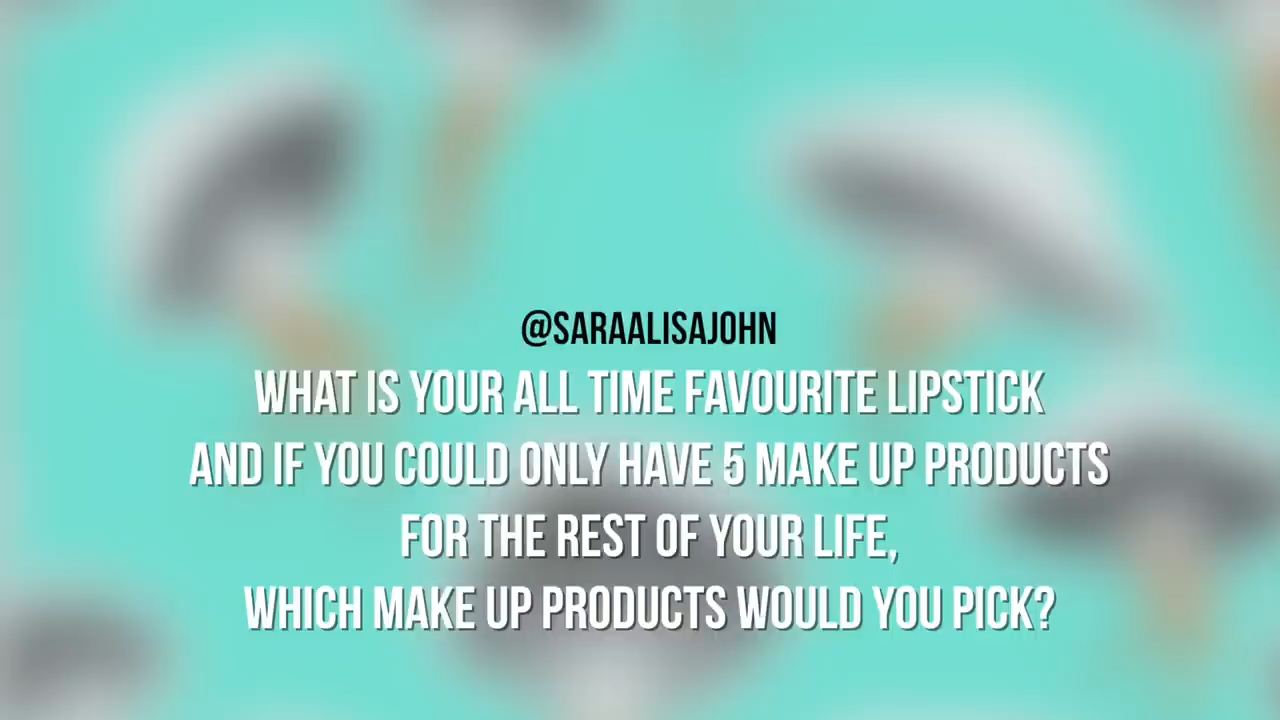 @SARAALISAJOHN
WHAT IS YOUR ALL TIME FAVOURITE LIPSTICK
AND IF YOU COULD ONLY HAVE 5 MAKE UP PRODUCTS
FOR THE REST OF YOUR LIFE,
WHICH MAKE UP PRODUCTS WOULD YOU PICK?